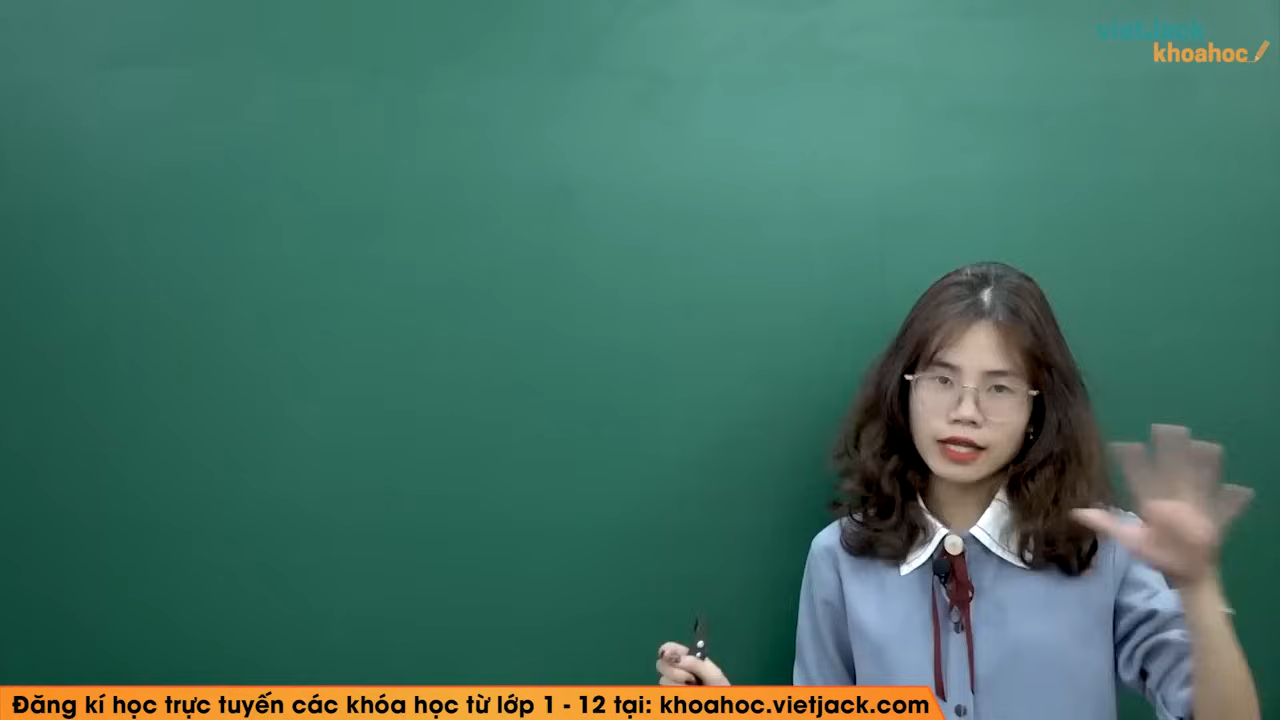 vietJack
khoahoc
Đăng kí học trực tuyến các khóa học từ lớp 1 - 12 tại: khoahoc.vietjack.com